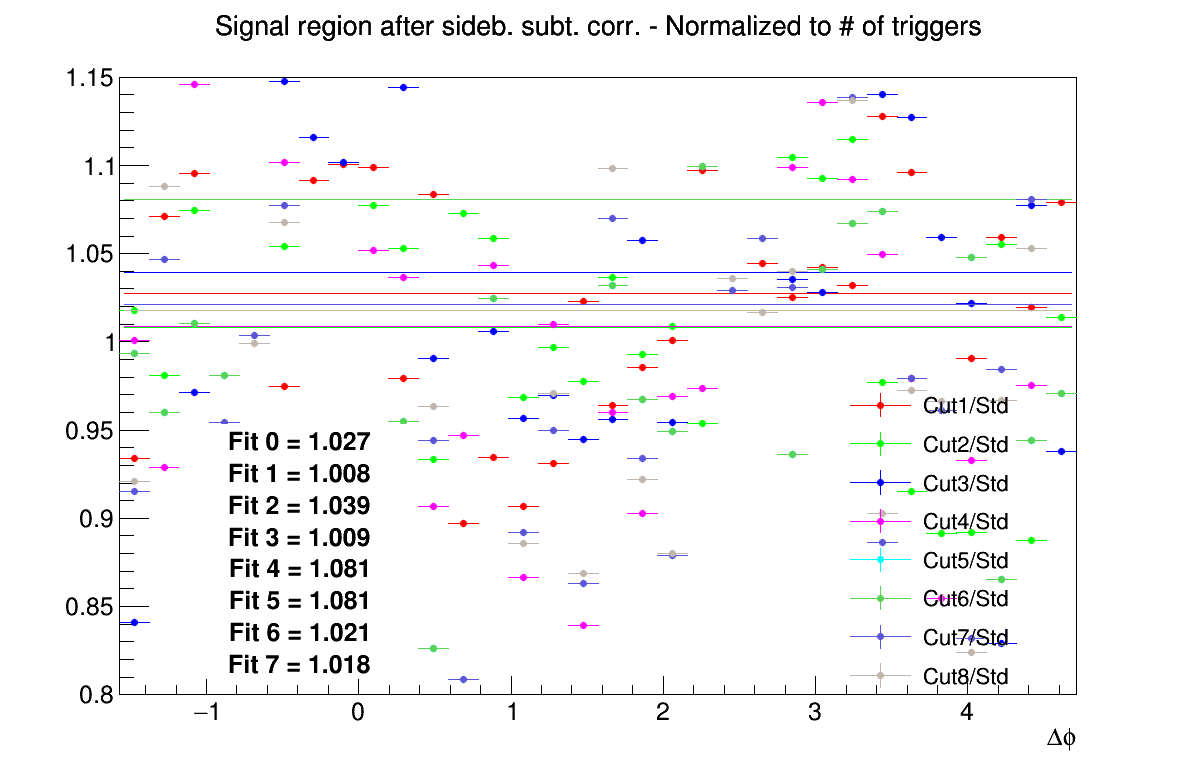 Signal region after sideb. subt. corr. - Normalized to # of triggers
1.15
1.1
1.05
1
0.95
0.9
0.85
0.8
Fit 0 = 1.027
Fit 1 = 1.008
Fit 2 = 1.039
Fit 3 = 1.009
Fit 4 = 1.081
Fit 5 = 1.081
Fit 6 = 1.021
Fit 7 = 1.018
Cut1/Std
Cut2/Std
Cut3/Std
Cut4/Std
Cut5/Std
Cut6/Std
Cut7/Std
Cut8/Std
−1 0 1 2 3 4
Δϕ